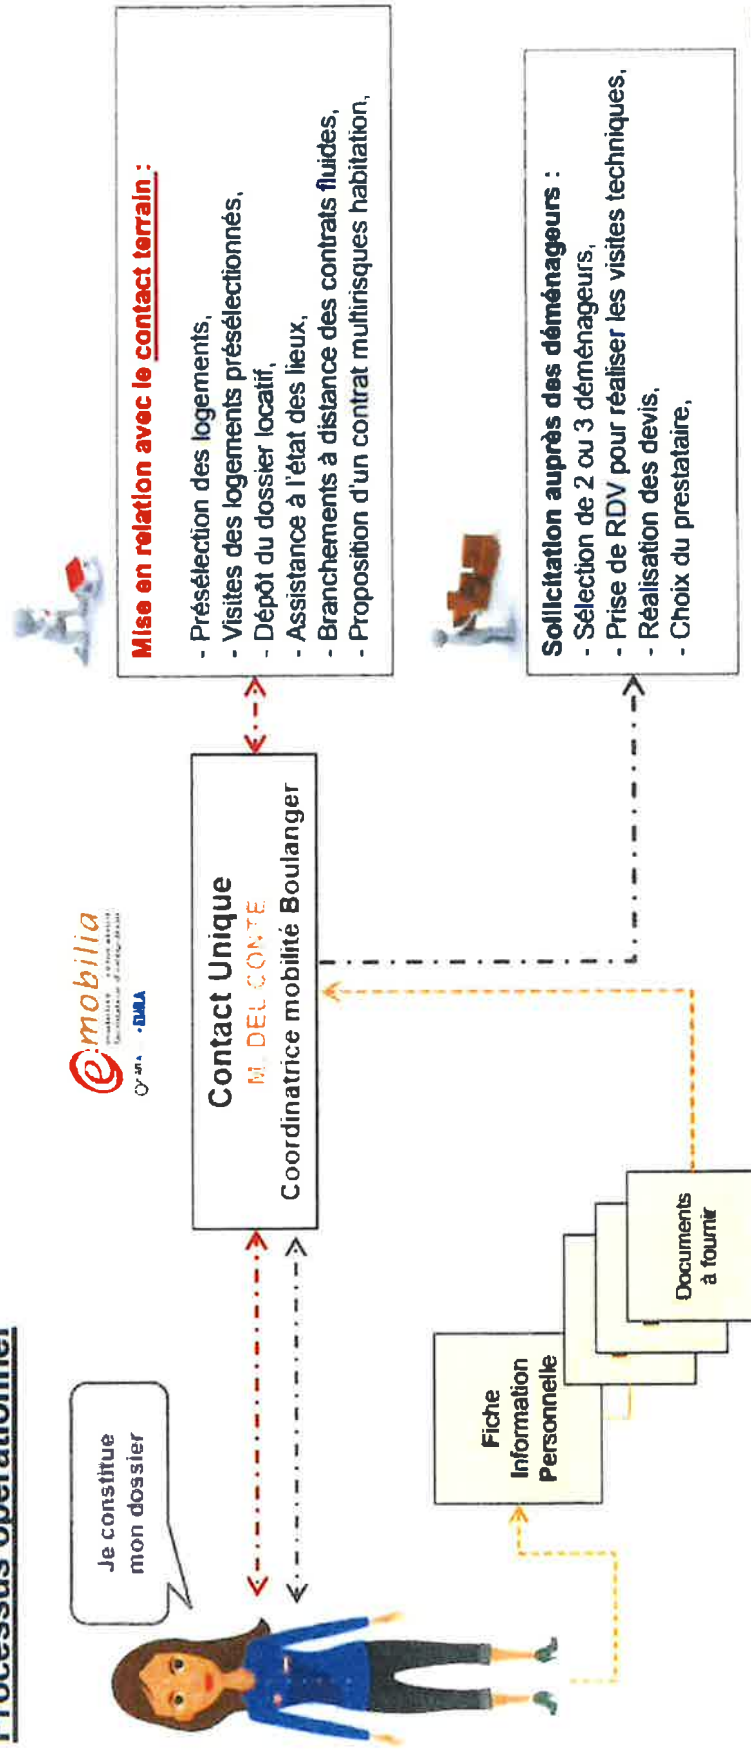 Processus opérationnel
Je constitue
mon dossier
e.mobilia
Contact Unique
M. DEL CONTE
Coordinatrice mobilité Boulanger
Mise en relation avec le contact terrain :
- Présélection des logements,
- Visites des logements présélectionnés,
- Dépôt du dossier locatif,
- Assistance à l'état des lieux,
- Branchements à distance des contrats fluides,
- Proposition d'un contrat multirisques habitation,
Sollicitation auprès des déménageurs :
- Sélection de 2 ou 3 déménageurs,
- Prise de RDV pour réaliser les visites techniques,
- Réalisation des devis,
- Choix du prestataire,
Fiche
Information
Personnelle
Documents
à fournir